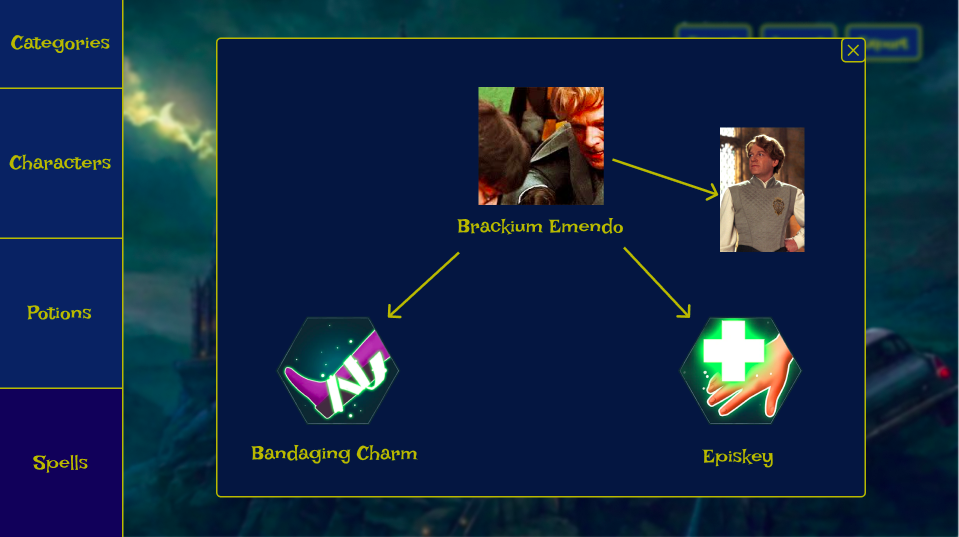 Categories
Characters
Potions
Spells
Brackium Emendo
Bandaging Charm
Episkey